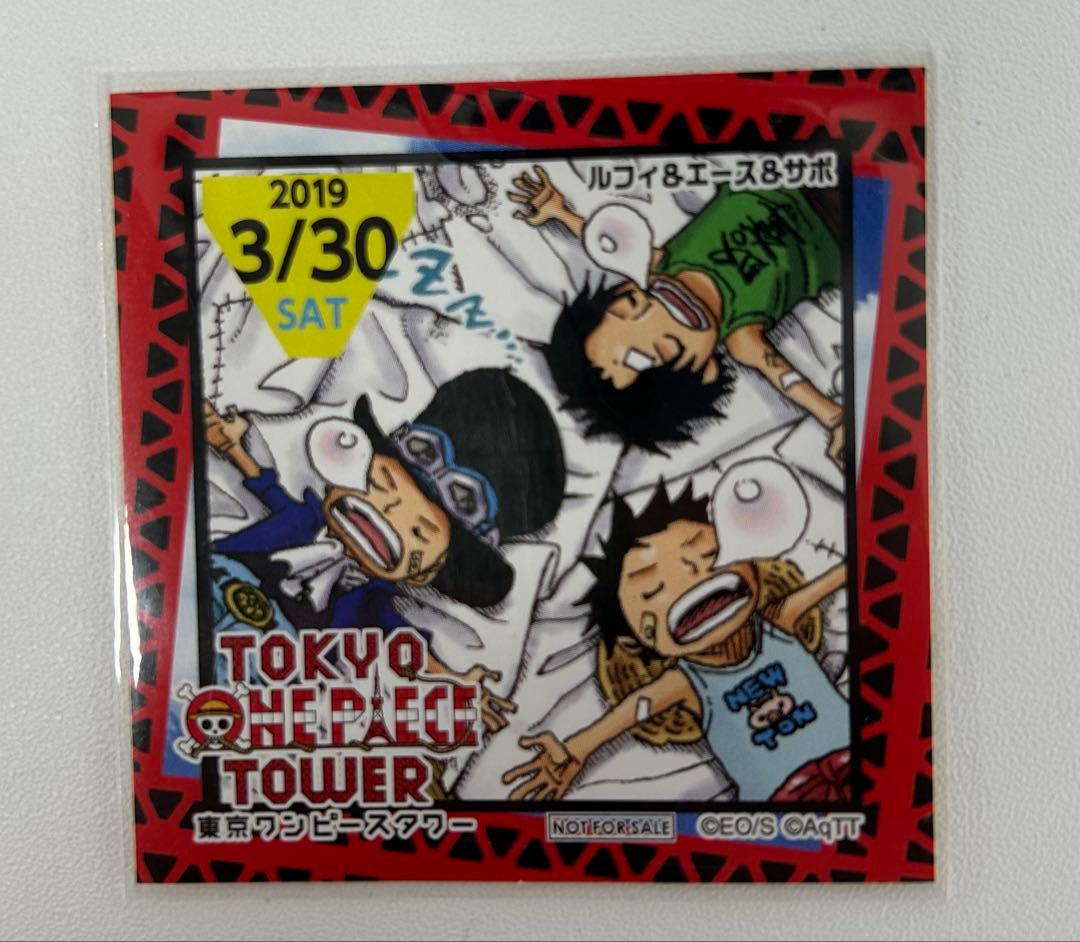 ルフィ&エース&サボ
2019
3/30
SAT
ZZ...
NEW
TON
TOKYO
ONE PIECE
TOWER
東京ワンピースタワー
NOT FOR SALE
©EO/S ©AqTT